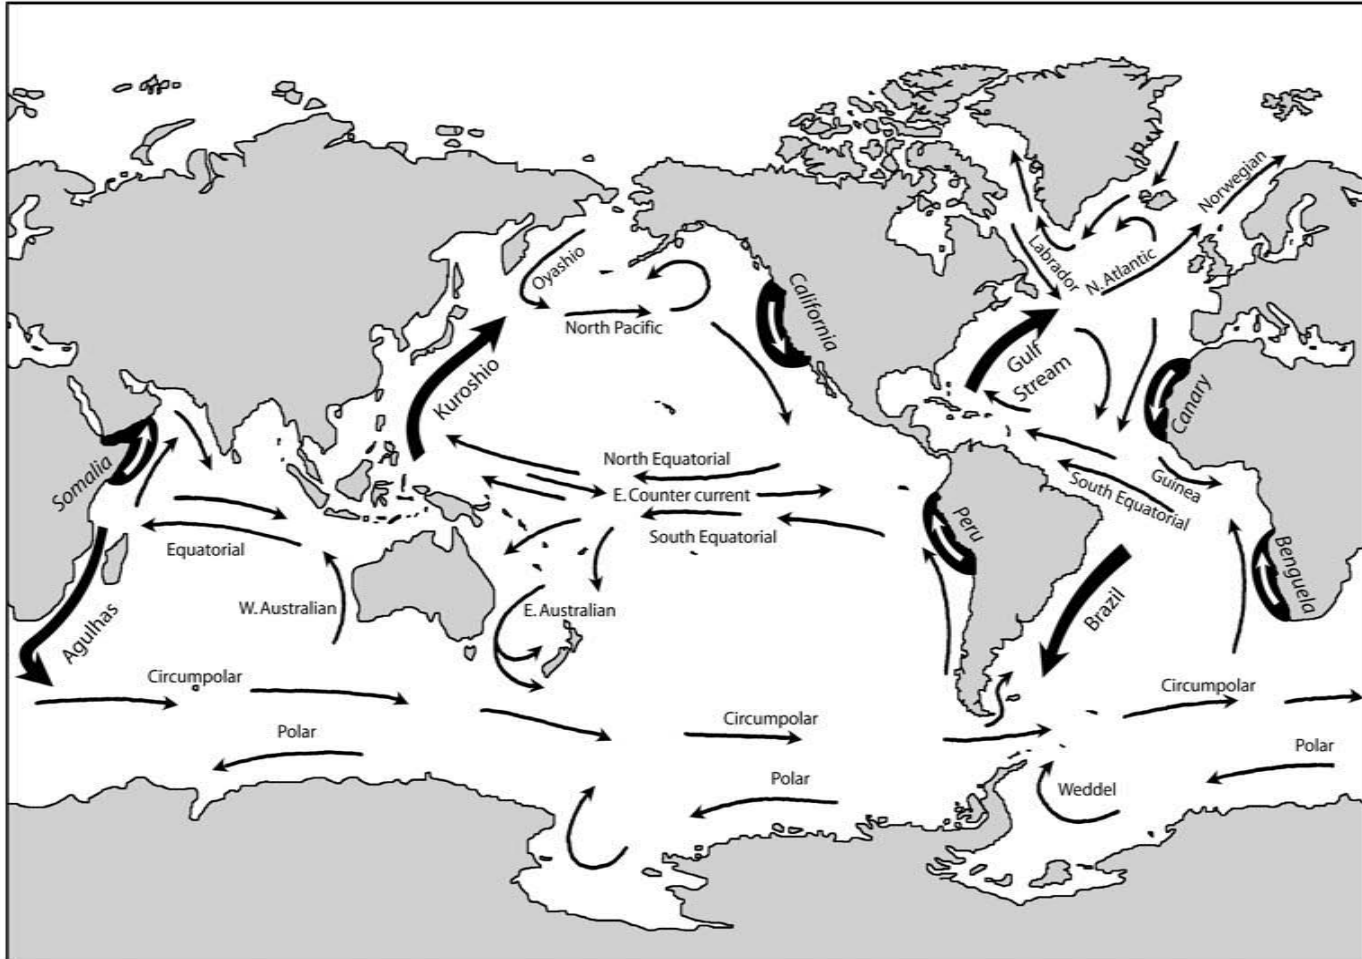 Norwegian
Labrador
N. Atlantic
Oyashio
California
North Pacific
Gulf
Stream
Kuroshio
Canary
Somalia
North Equatorial
E. Counter current
Guinea
South Equatorial
South Equatorial
Peru
Equatorial
Benguela
W. Australian
E. Australian
Brazil
Agulhas
Circumpolar
Circumpolar
Circumpolar
Polar
Polar
Polar
Weddel